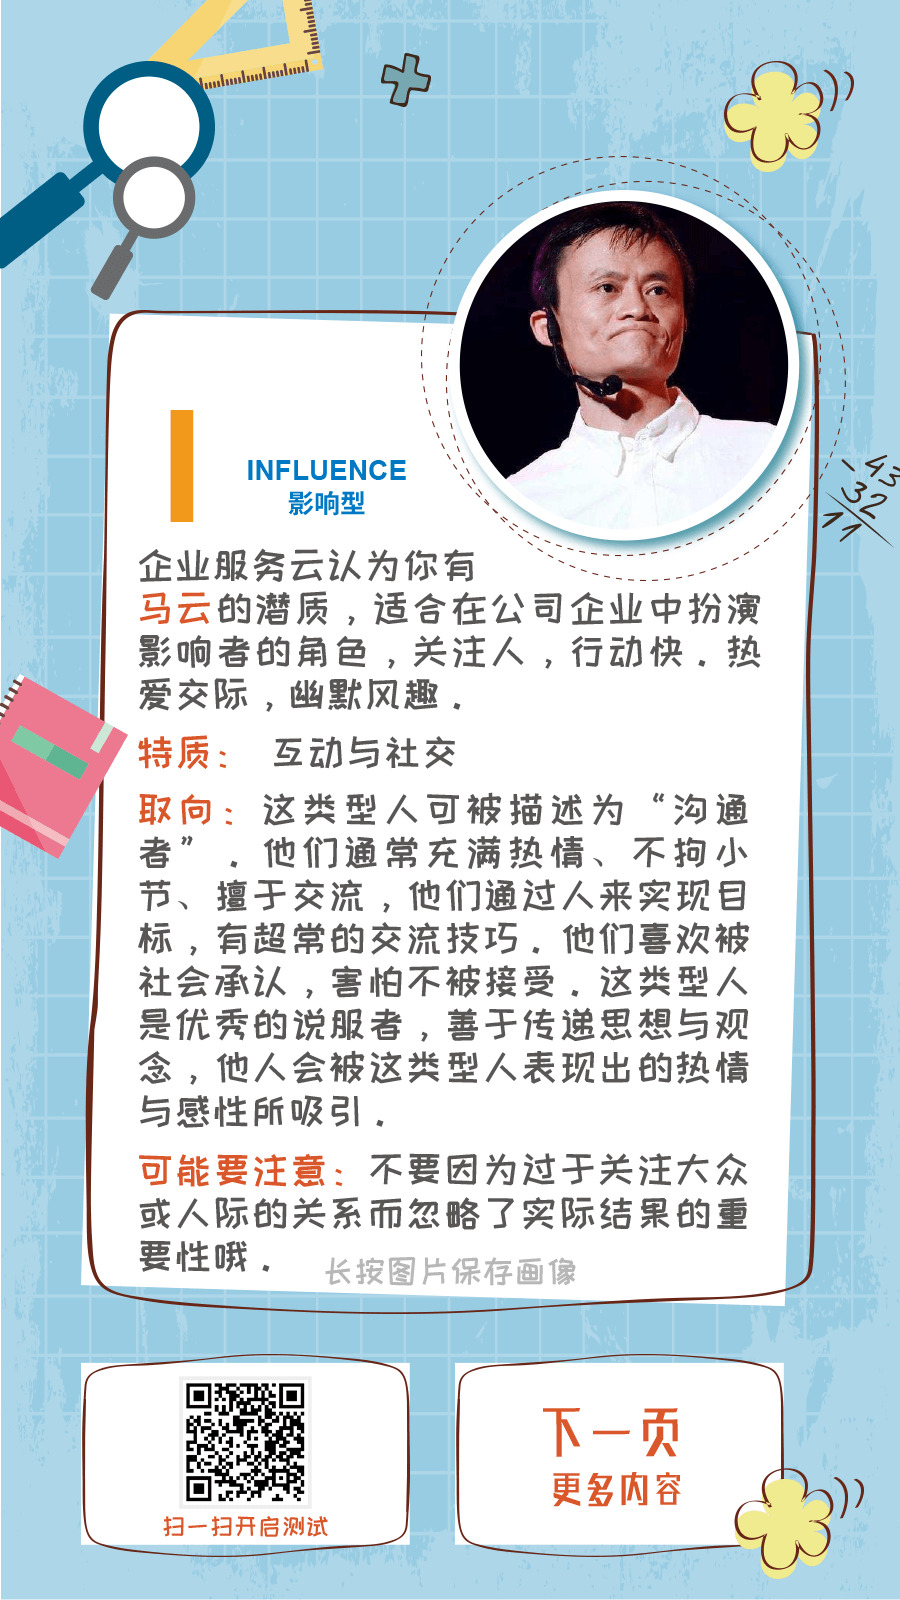 I
INFLUENCE
影响型
企业服务云认为你有
马云的潜质，适合在公司企业中扮演
影响者的角色，关注人，行动快．热
爱交际，幽默风趣．
特质： 互动与社交
取向：这类型人可被描述为“沟通
者”．他们通常充满热情、不拘小
节、擅于交流，他们通过人来实现目
标，有超常的交流技巧．他们喜欢被
社会承认，害怕不被接受．这类型人
是优秀的说服者，善于传递思想与观
念，他人会被这类型人表现出的热情
与感性所吸引．
可能要注意：不要因为过于关注大众
或人际的关系而忽略了实际结果的重
要性哦．
长按图片保存画像
- 43
32
11
扫一扫开启测试
下一页
更多内容